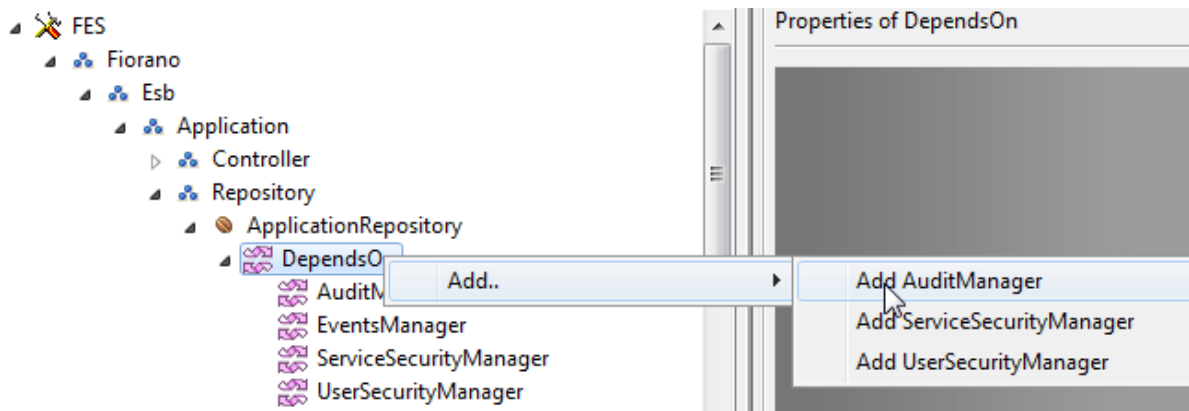 FES
Properties of DependsOn
Fiorano
Esb
Application
Controller
Repository
ApplicationRepository
DependsO
Add..
Add AuditManager
AuditM
EventsManager
Add ServiceSecurityManager
ServiceSecurityManager
Add UserSecurityManager
UserSecurityManager